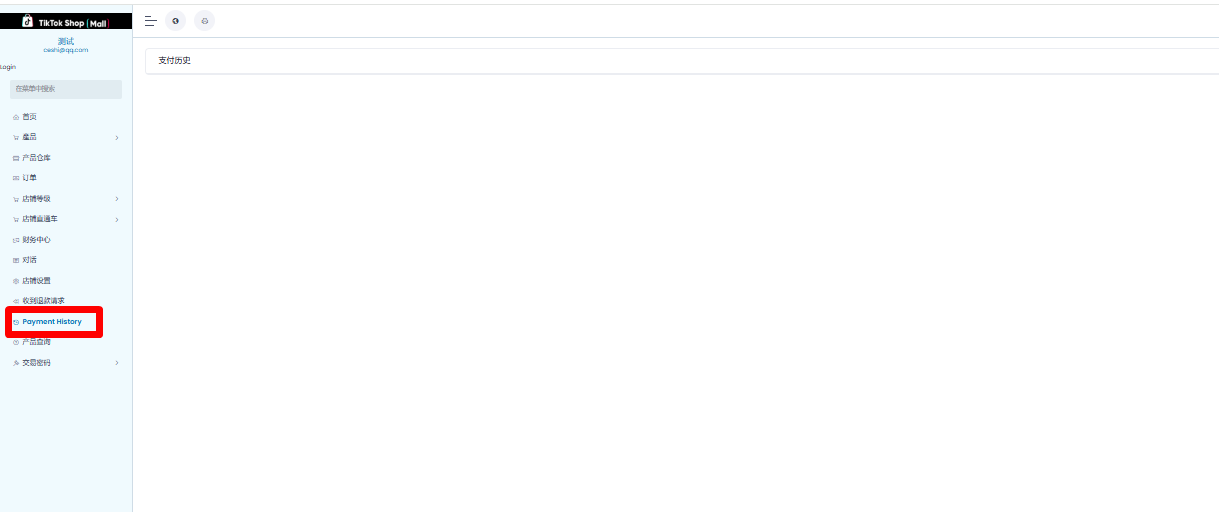 TikTok Shop [Mall]
测试
ceshi@qq.com
Login
在菜单中搜索
首页
產品
产品仓库
订单
店铺等级
店铺直通车
财务中心
对话
店铺设置
收到退款请求
Payment History
产品查询
交易密码
支付历史